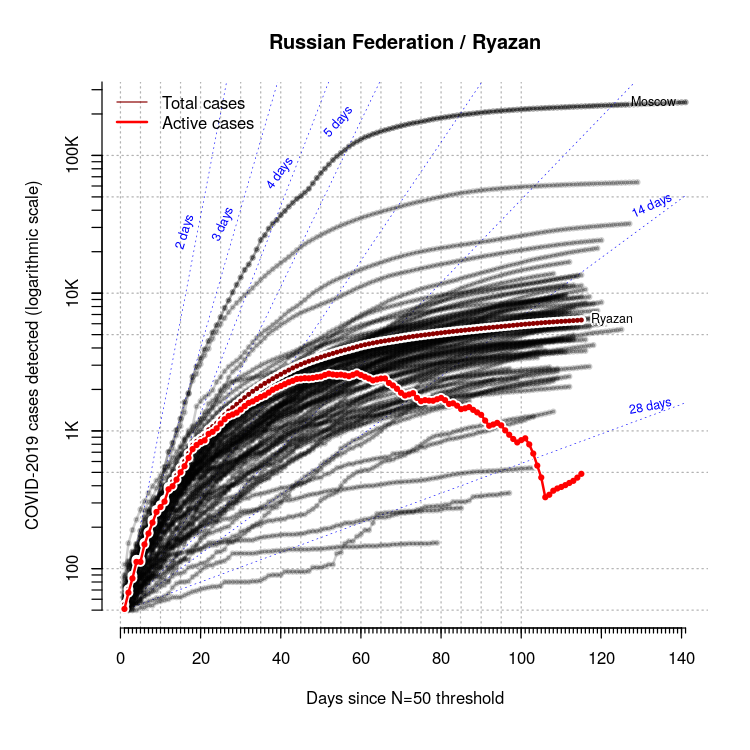 Russian Federation / Ryazan
Total cases
Active cases
Moscow
2 days
3 days
4 days
5 days
14 days
28 days
Ryazan
COVID-2019 cases detected (logarithmic scale)
100K
10K
1K
100
0 20 40 60 80 100 120 140
Days since N=50 threshold